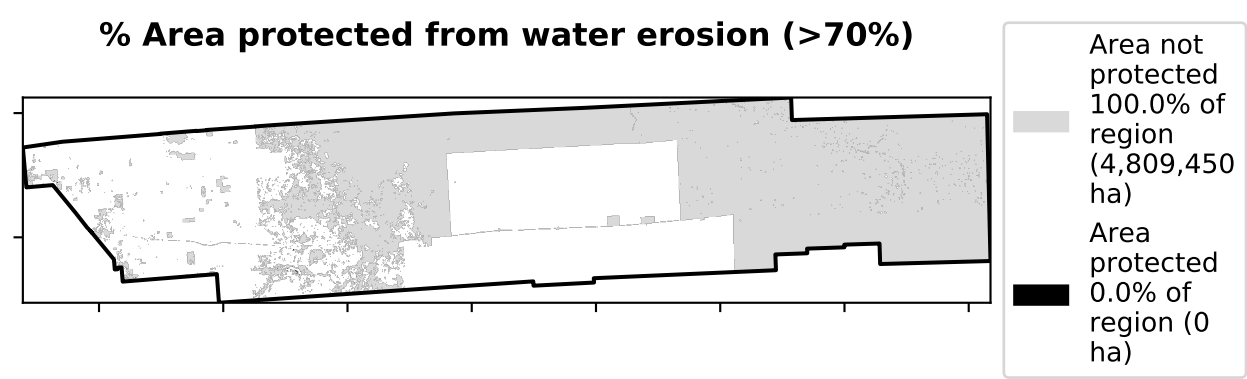 % Area protected from water erosion (>70%)
Area not
protected
100.0% of
region
(4,809,450
ha)
Area
protected
0.0% of
region (0
ha)